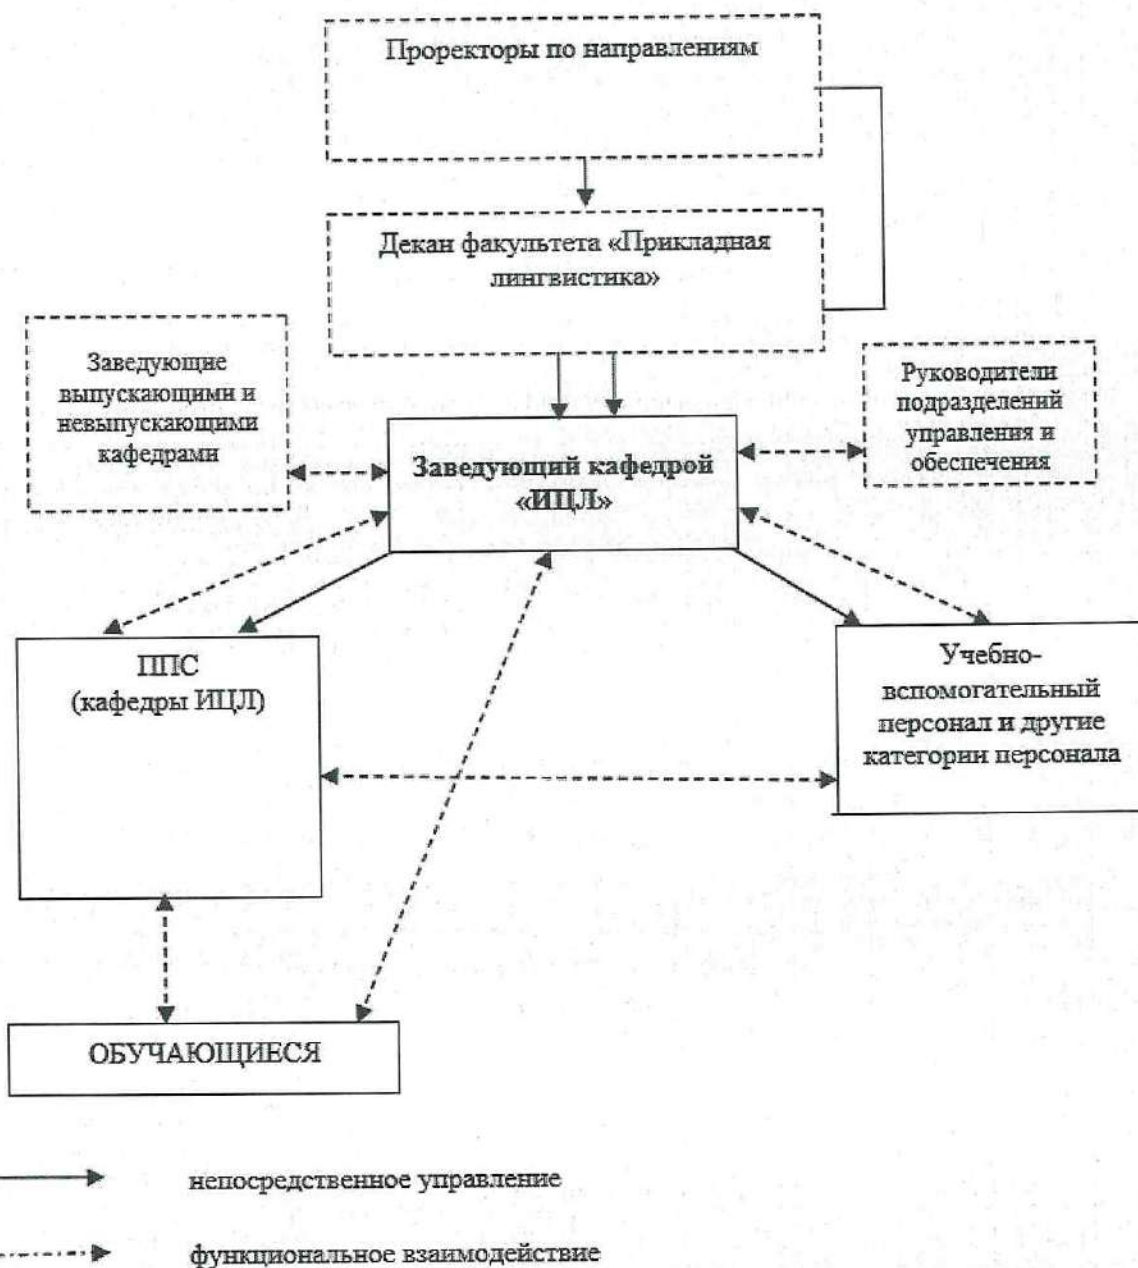 Проректоры по направлениям
Декан факультета «Прикладная
лингвистика»
Заведующие
выпускающими и
невыпускающими
кафедрами
Руководители
подразделений
управления и
обеспечения
Заведующий кафедрой
«ИЦЛ»
ППС
(кафедры ИЦЛ)
Учебно-
вспомогательный
персонал и другие
категории персонала
ОБУЧАЮЩИЕСЯ
непосредственное управление
функциональное взаимодействие